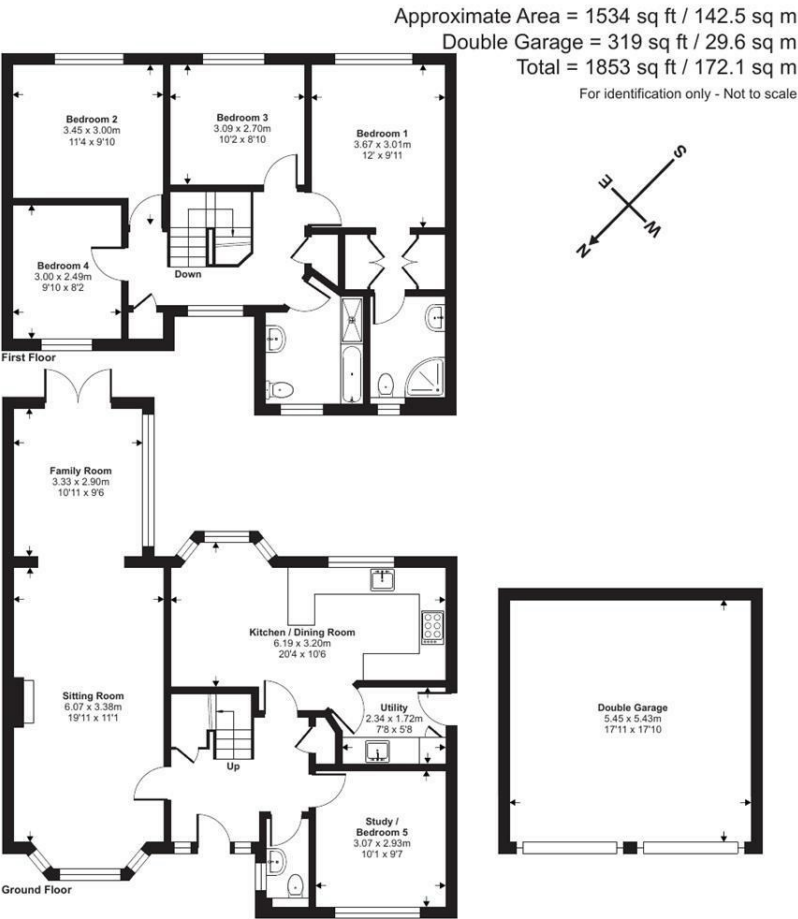 Approximate Area = 1534 sq ft / 142.5 sq m
Double Garage = 319 sq ft / 29.6 sq m
Total = 1853 sq ft / 172.1 sq m
For identification only - Not to scale
Bedroom 2
3.45 x 3.00m
11'4 x 9'10
Bedroom 3
3.09 x 2.70m
10'2 x 8'10
Bedroom 1
3.67 x 3.01m
12' x 9'11
S
E
W
N
Bedroom 4
3.00 x 2.49m
9'10 x 8'2
Down
First Floor
Family Room
3.33 x 2.90m
10'11 x 9'6
Kitchen / Dining Room
6.19 x 3.20m
20'4 x 10'6
Sitting Room
6.07 x 3.38m
19'11 x 11'1
Utility
2.34 x 1.72m
7'8 x 5'8
Double Garage
5.45 x 5.43m
17'11 x 17'10
Up
Study /
Bedroom 5
3.07 x 2.93m
10'1 x 9'7
Ground Floor